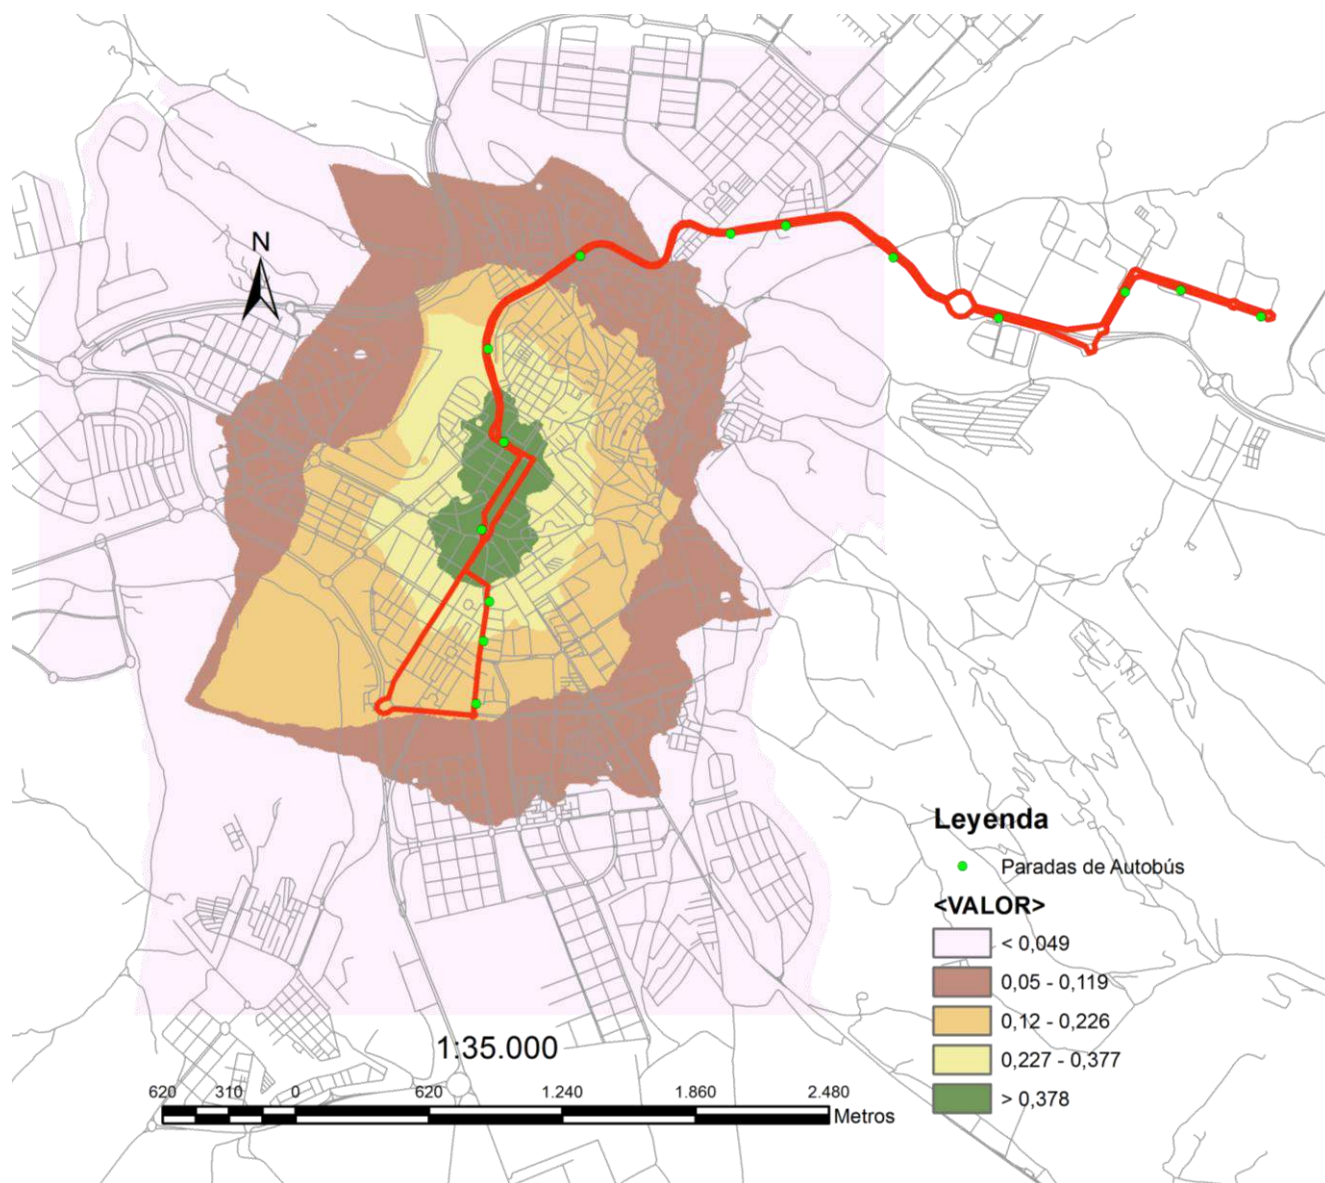 N
Leyenda
Paradas de Autobús
<VALOR>
< 0,049
0,05 - 0,119
0,12 - 0,226
0,227 - 0,377
> 0,378
1:35.000
620 310 0 620 1.240 1.860 2.480
Metros